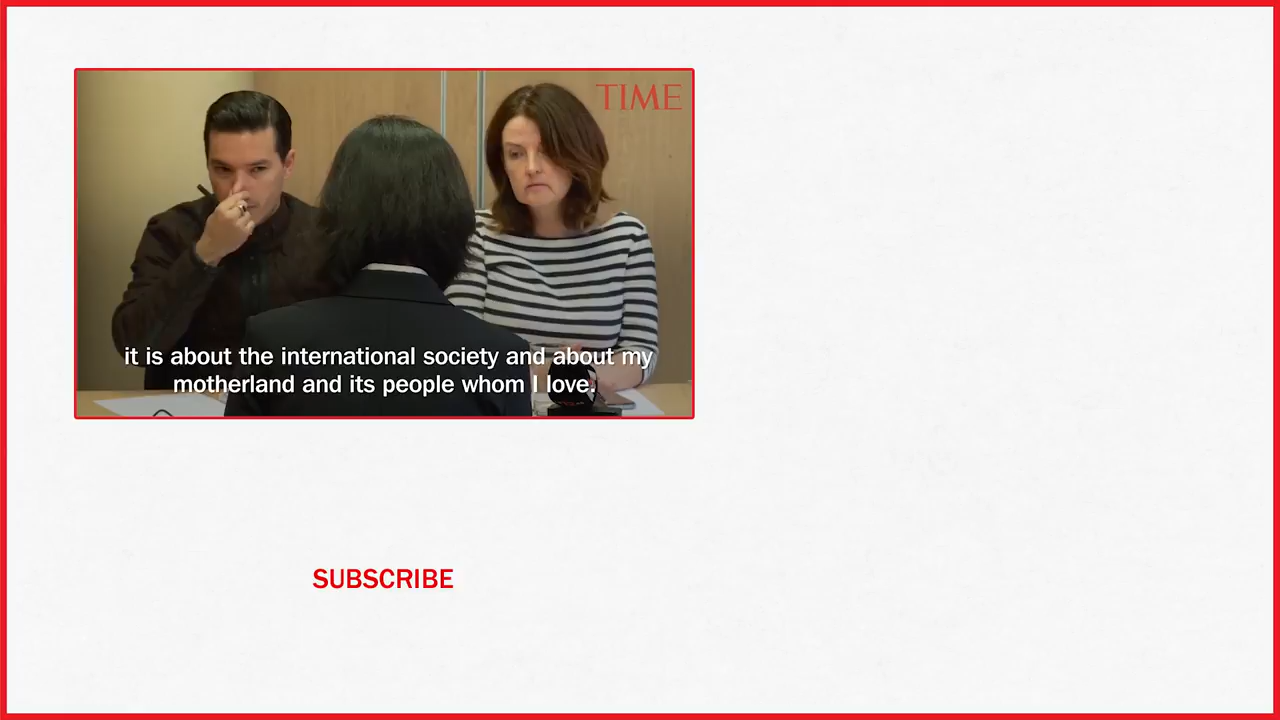 TIME
it is about the international society and about my
motherland and its people whom I love.
SUBSCRIBE